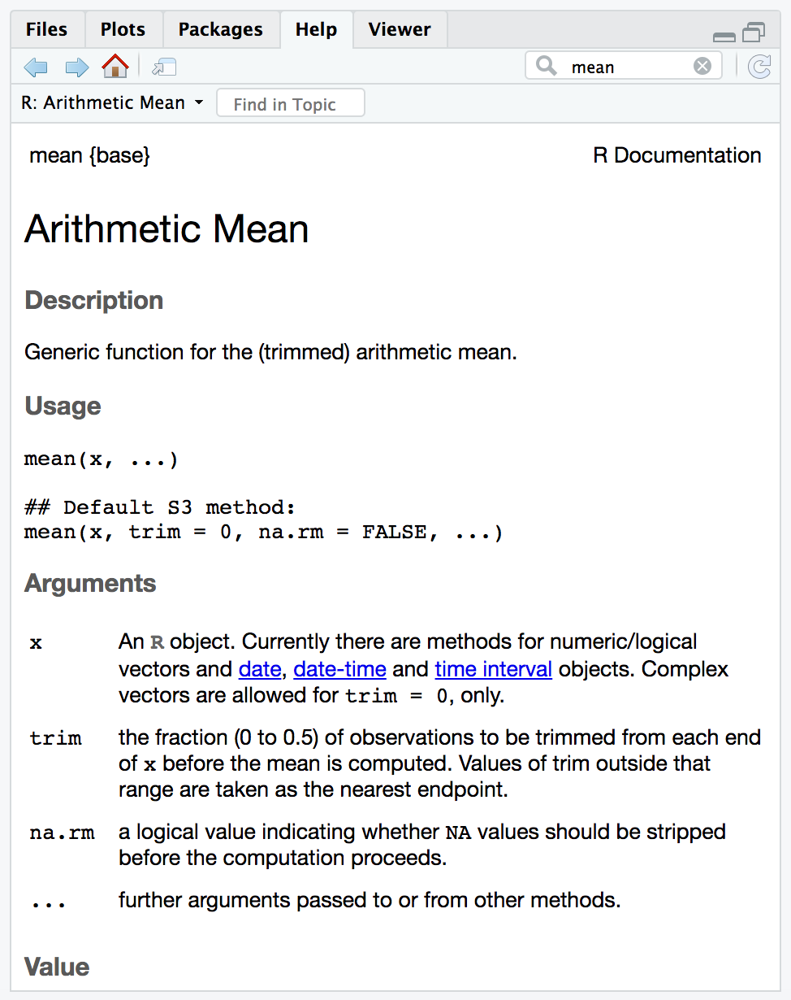 Files Plots Packages Help Viewer
mean
R: Arithmetic Mean Find in Topic
mean {base} R Documentation
Arithmetic Mean
Description
Generic function for the (trimmed) arithmetic mean.
Usage
mean(x, ...)
## Default S3 method:
mean(x, trim = 0, na.rm = FALSE, ...)
Arguments
x An R object. Currently there are methods for numeric/logical
vectors and date, date-time and time interval objects. Complex
vectors are allowed for trim = 0, only.
trim the fraction (0 to 0.5) of observations to be trimmed from each end
of x before the mean is computed. Values of trim outside that
range are taken as the nearest endpoint.
na.rm a logical value indicating whether NA values should be stripped
before the computation proceeds.
... further arguments passed to or from other methods.
Value